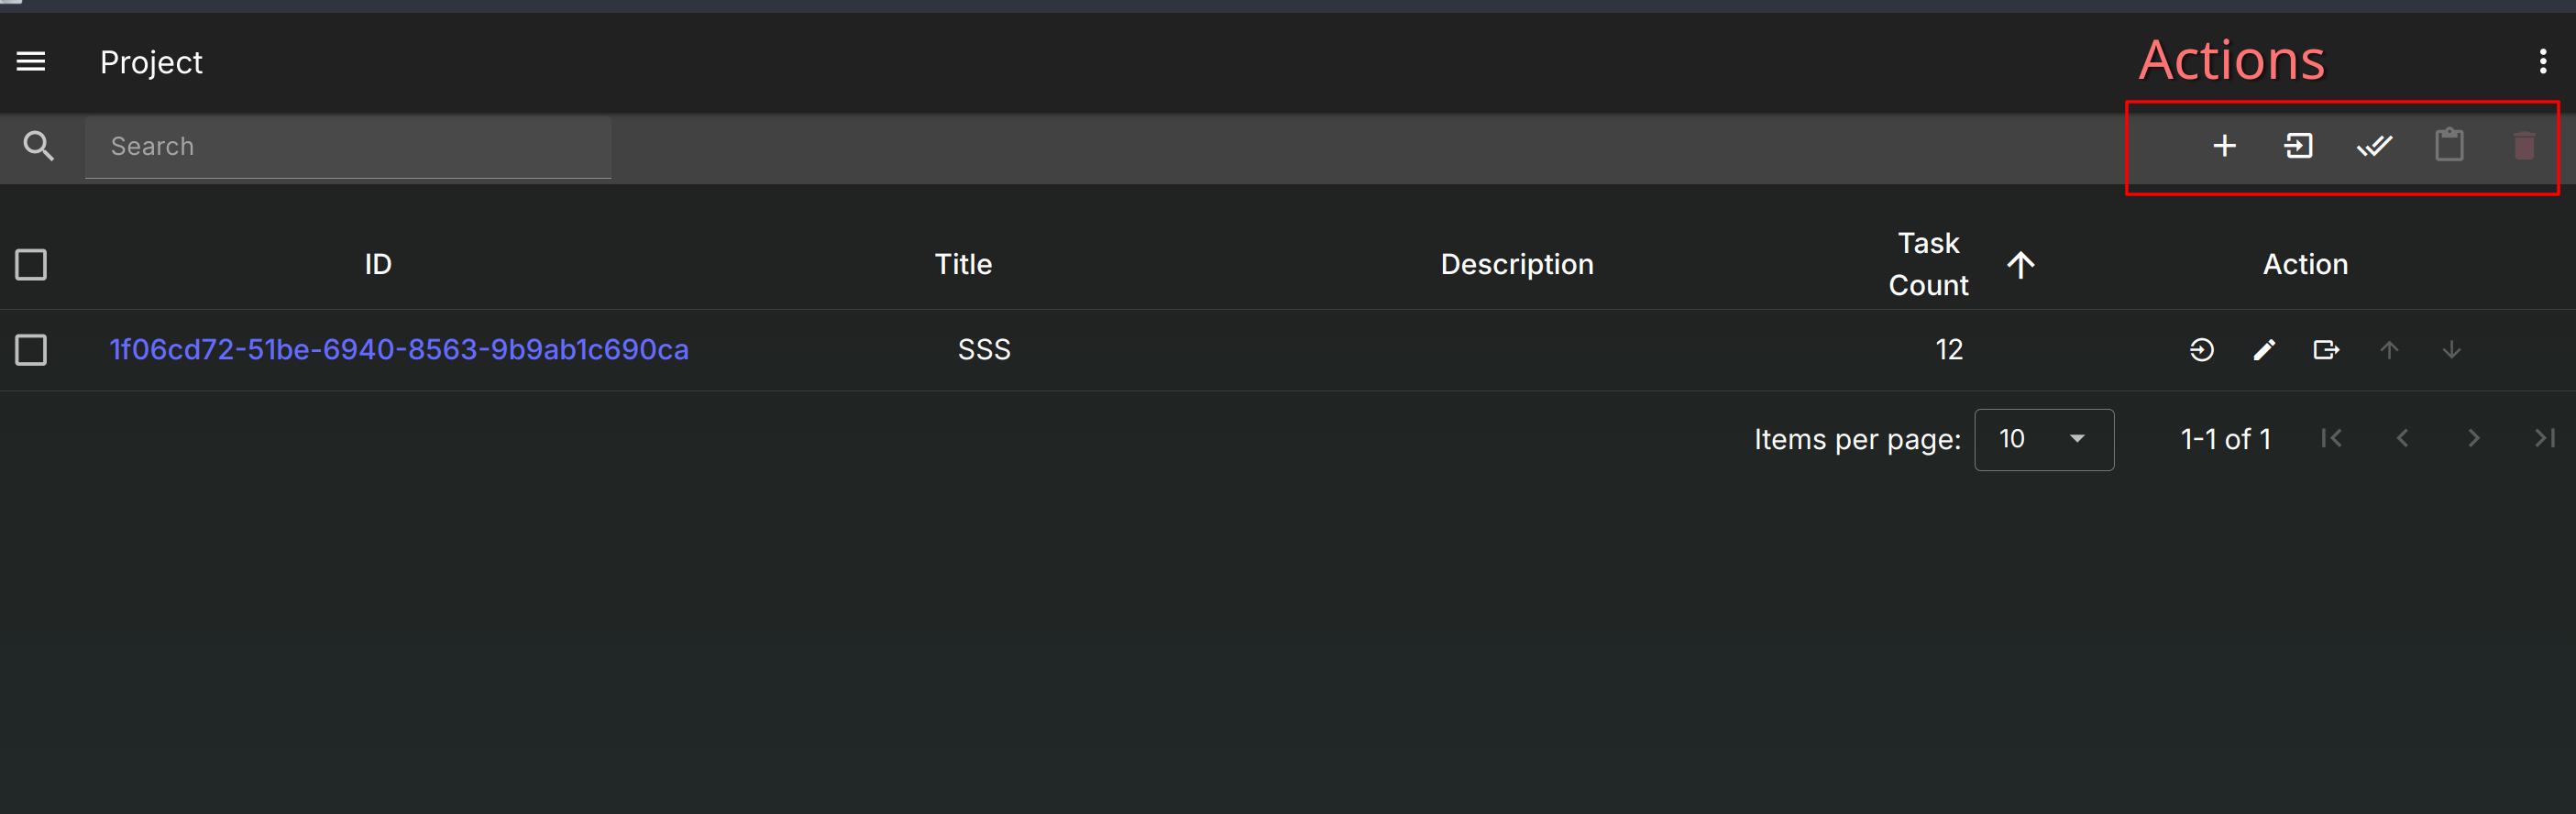 Project
Actions
Search
ID Title Description Task Count Action
1f06cd72-51be-6940-8563-9b9ab1c690ca SSS 12
Items per page: 10 1-1 of 1